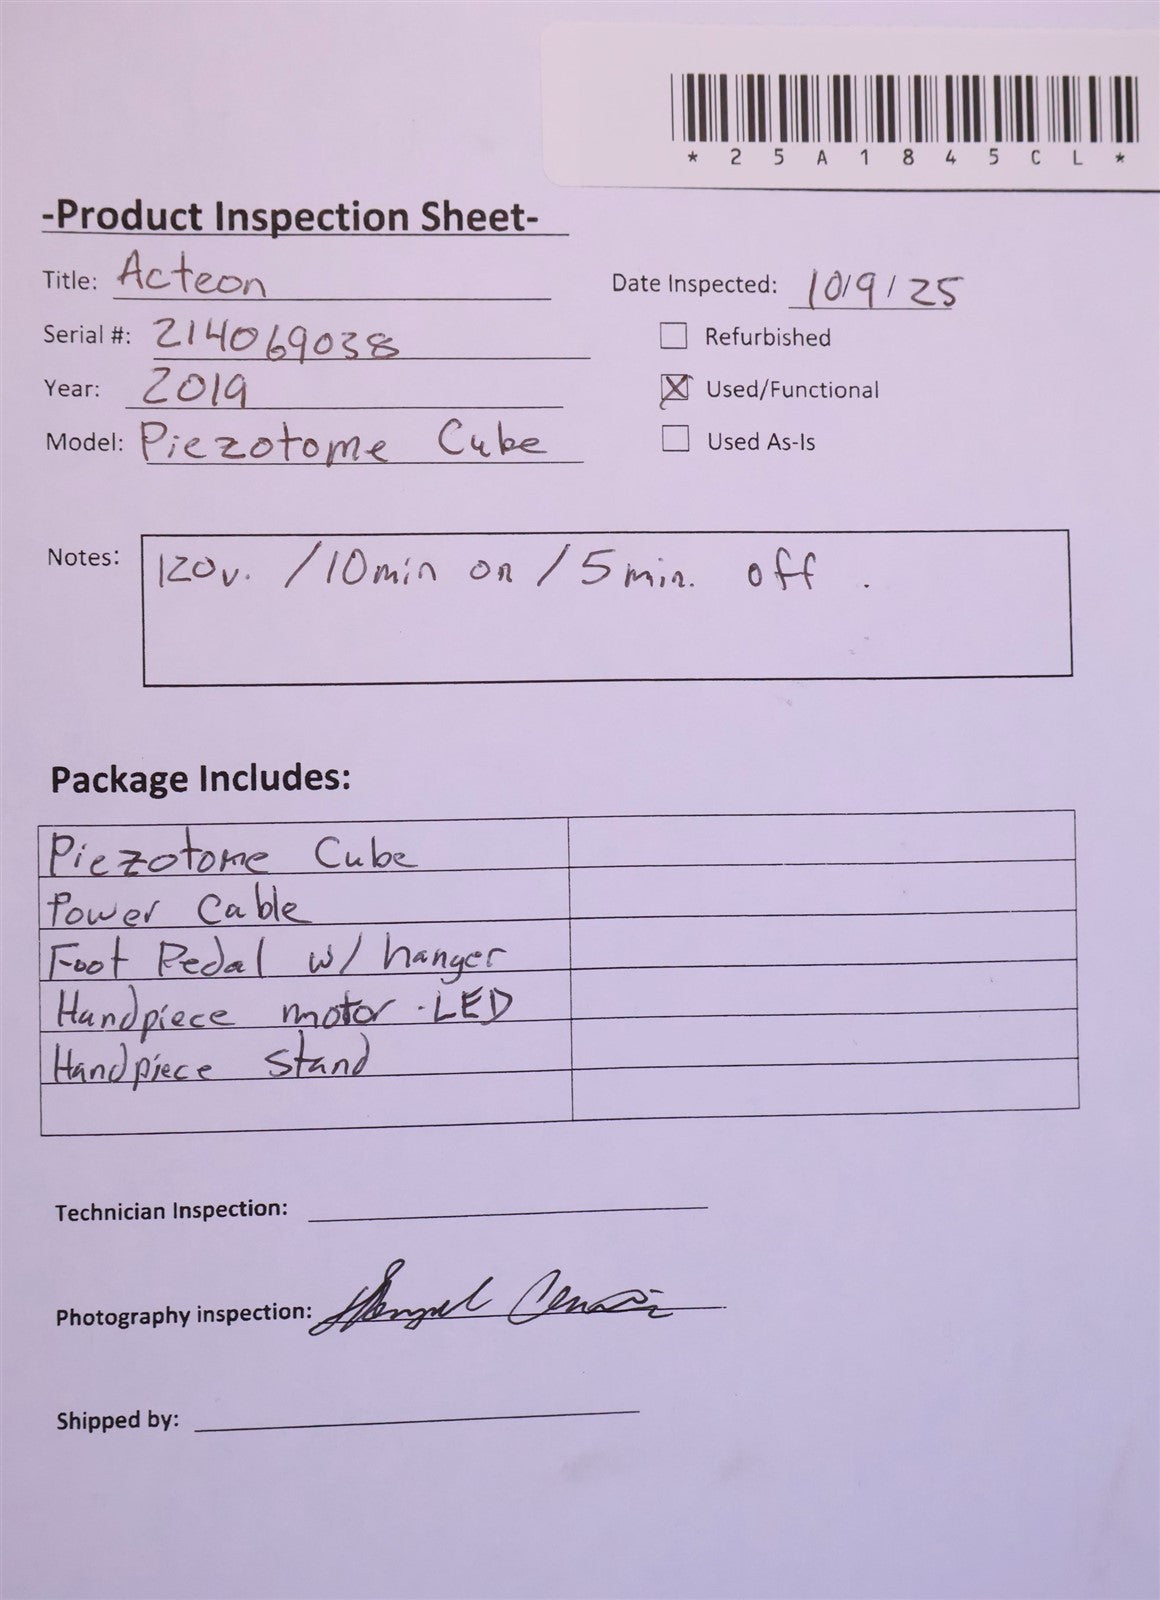 *25A1845CL*
-Product Inspection Sheet-
Title: Acteon
Date Inspected: 10/9/25
Serial #: 214069038
Refurbished
Year: 2019
Used/Functional
Model: Piezotome Cube
Used As-Is
Notes: 120v. /10min on /5min. off .
Package Includes:
Piezotome Cube
Power Cable
Foot Pedal w/ hanger
Handpiece motor - LED
Handpiece stand
Technician Inspection:
Photography inspection:
Shipped by: